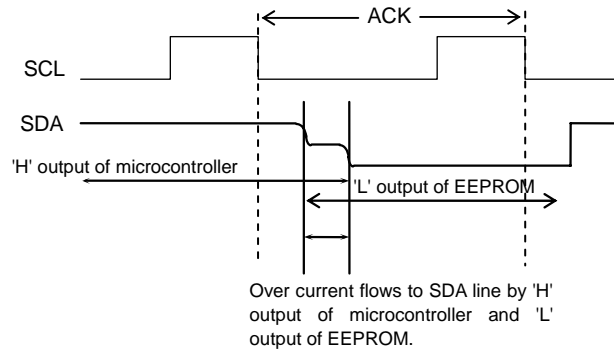 ACK
SCL
SDA
'H' output of microcontroller
'L' output of EEPROM
Over current flows to SDA line by 'H'
output of microcontroller and 'L'
output of EEPROM.